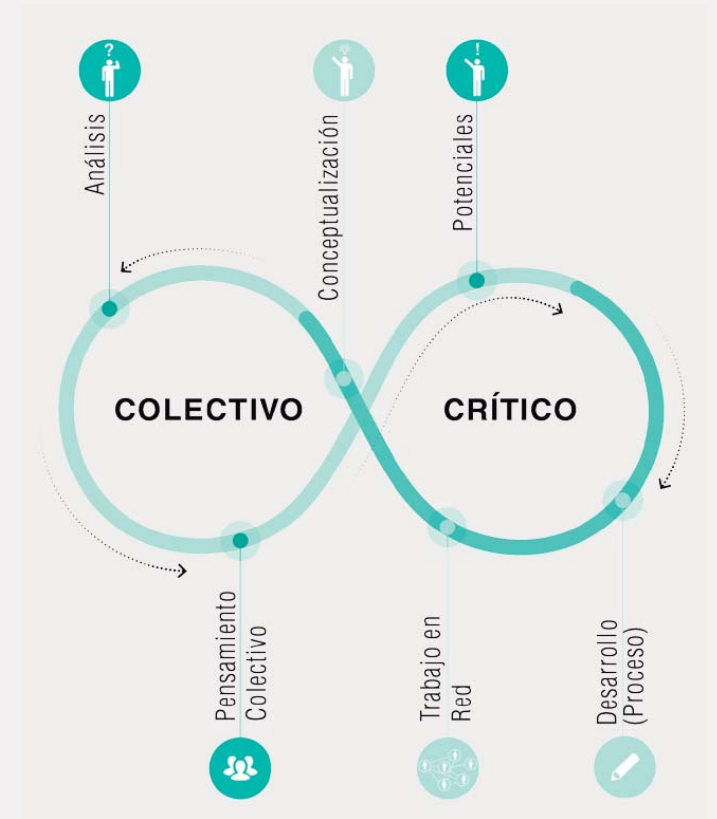 ?
!
Análisis
Conceptualización
Potenciales
COLECTIVO
CRÍTICO
Pensamiento
Colectivo
Trabajo en
Red
Desarrollo
(Proceso)